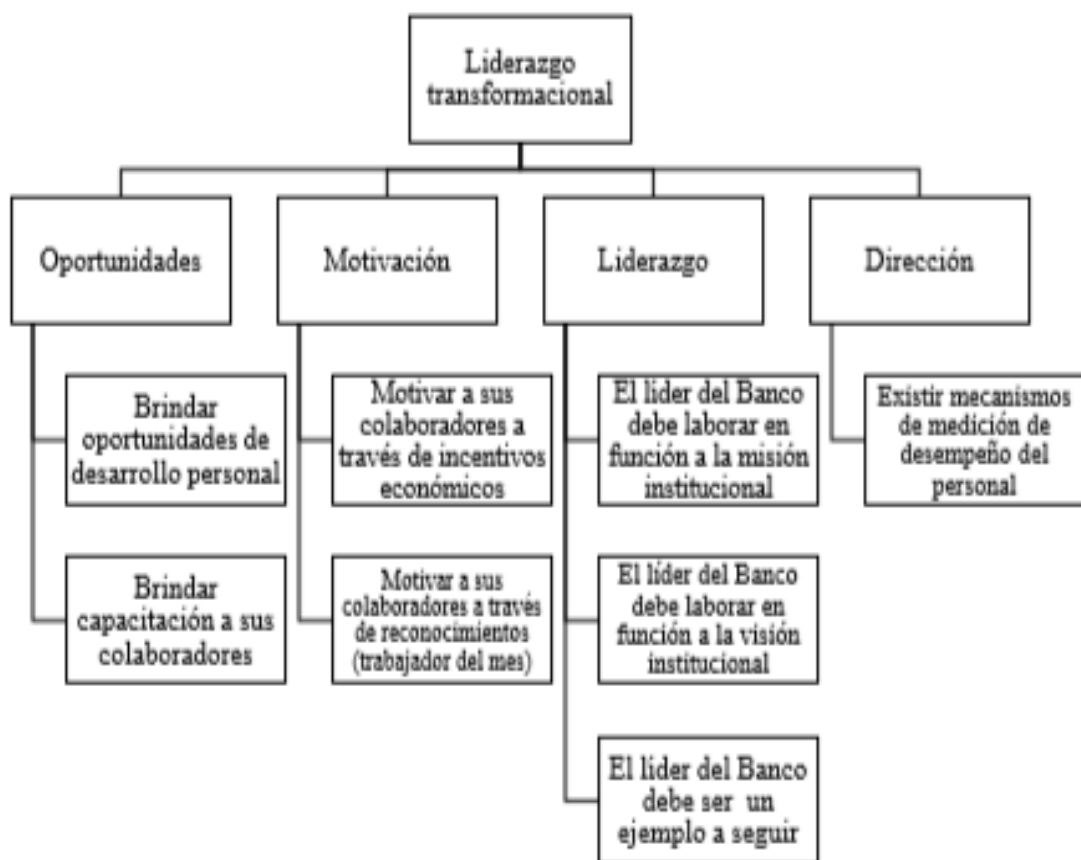 Liderazgo
transformacional
Oportunidades
Motivación
Liderazgo
Dirección
Brindar
oportunidades de
desarrollo personal
Motivar a sus
colaboradores a
través de incentivos
económicos
El líder del Banco
debe laborar en
función a la misión
institucional
Existir mecanismos
de medición de
desempeño del
personal
Brindar
capacitación a sus
colaboradores
Motivar a sus
colaboradores a través
de reconocimientos
(trabajador del mes)
El líder del Banco
debe laborar en
función a la visión
institucional
El líder del Banco
debe ser un
ejemplo a seguir